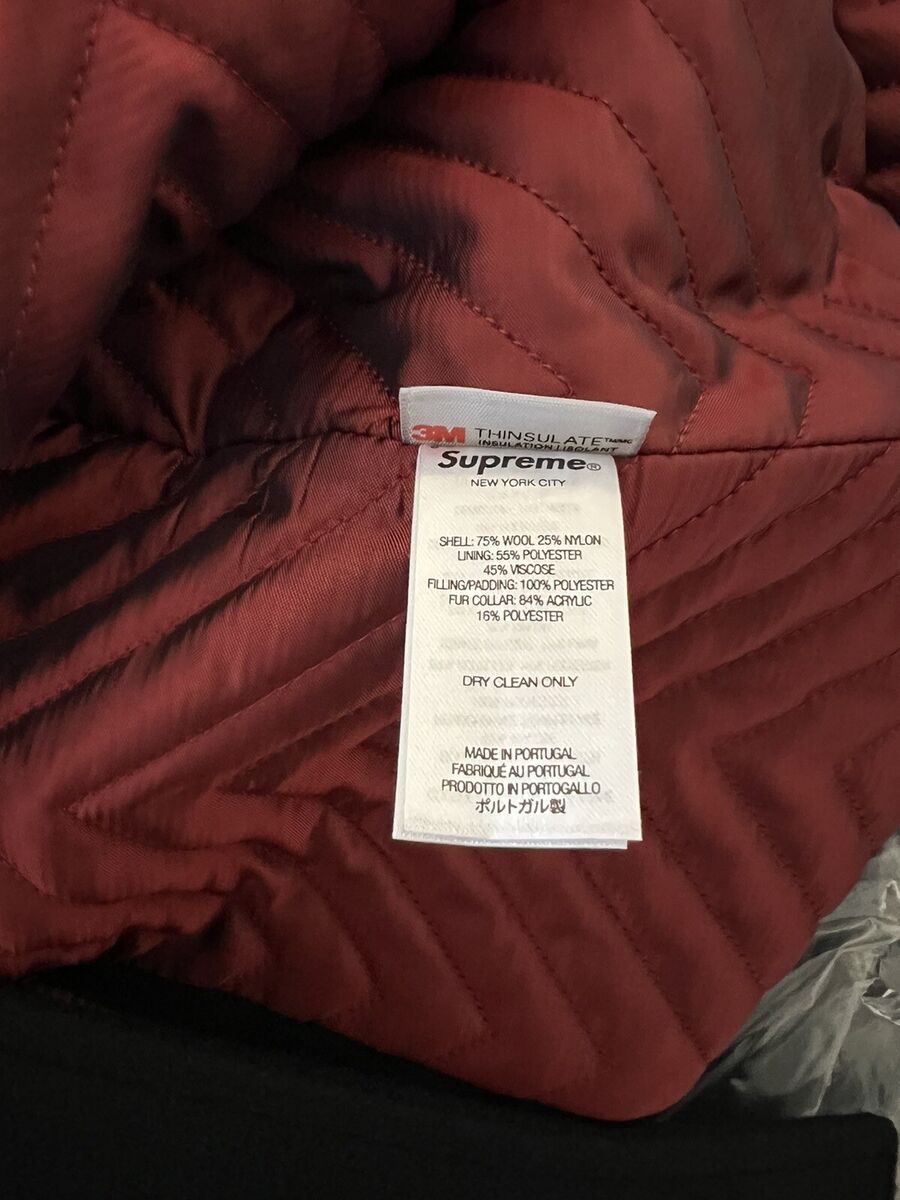 3M THINSULATE TM/MC
INSULATION | ISOLANT
Supreme®
NEW YORK CITY
SHELL: 75% WOOL 25% NYLON
LINING: 55% POLYESTER
45% VISCOSE
FILLING/PADDING: 100% POLYESTER
FUR COLLAR: 84% ACRYLIC
16% POLYESTER
DRY CLEAN ONLY
MADE IN PORTUGAL
FABRIQUÉ AU PORTUGAL
PRODOTTO IN PORTOGALLO
ポルトガル製